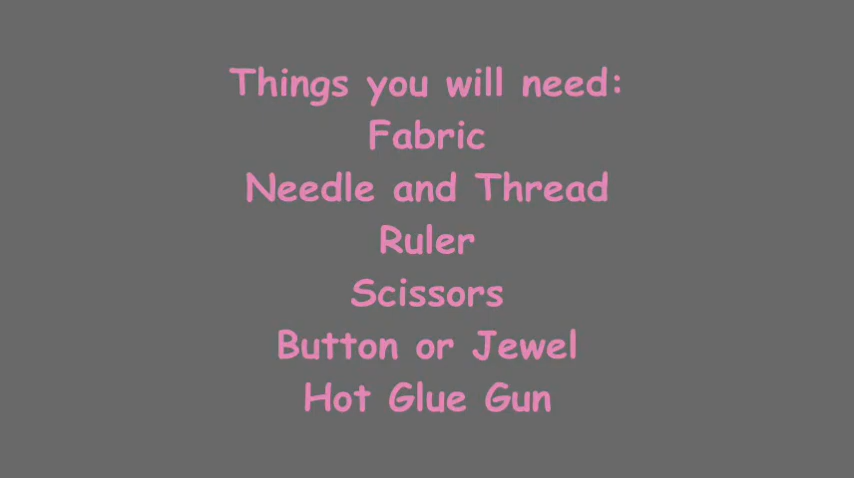 Things you will need:
Fabric
Needle and Thread
Ruler
Scissors
Button or Jewel
Hot Glue Gun